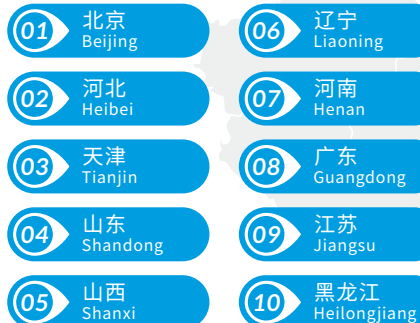 01 北京
Beijing
02 河北
Heibei
03 天津
Tianjin
04 山东
Shandong
05 山西
Shanxi
06 辽宁
Liaoning
07 河南
Henan
08 广东
Guangdong
09 江苏
Jiangsu
10 黑龙江
Heilongjiang